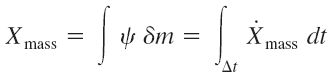 X_mass = ∫ ψ δm = ∫_Δt Ẋ_mass dt